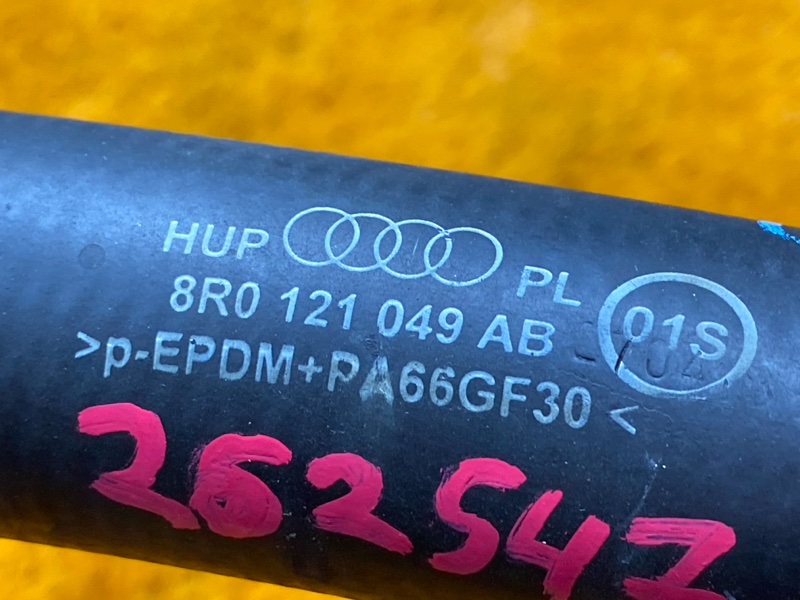 HUP PL
8R0 121 049 AB 01S
>p-EPDM+PA66GF30<
262547